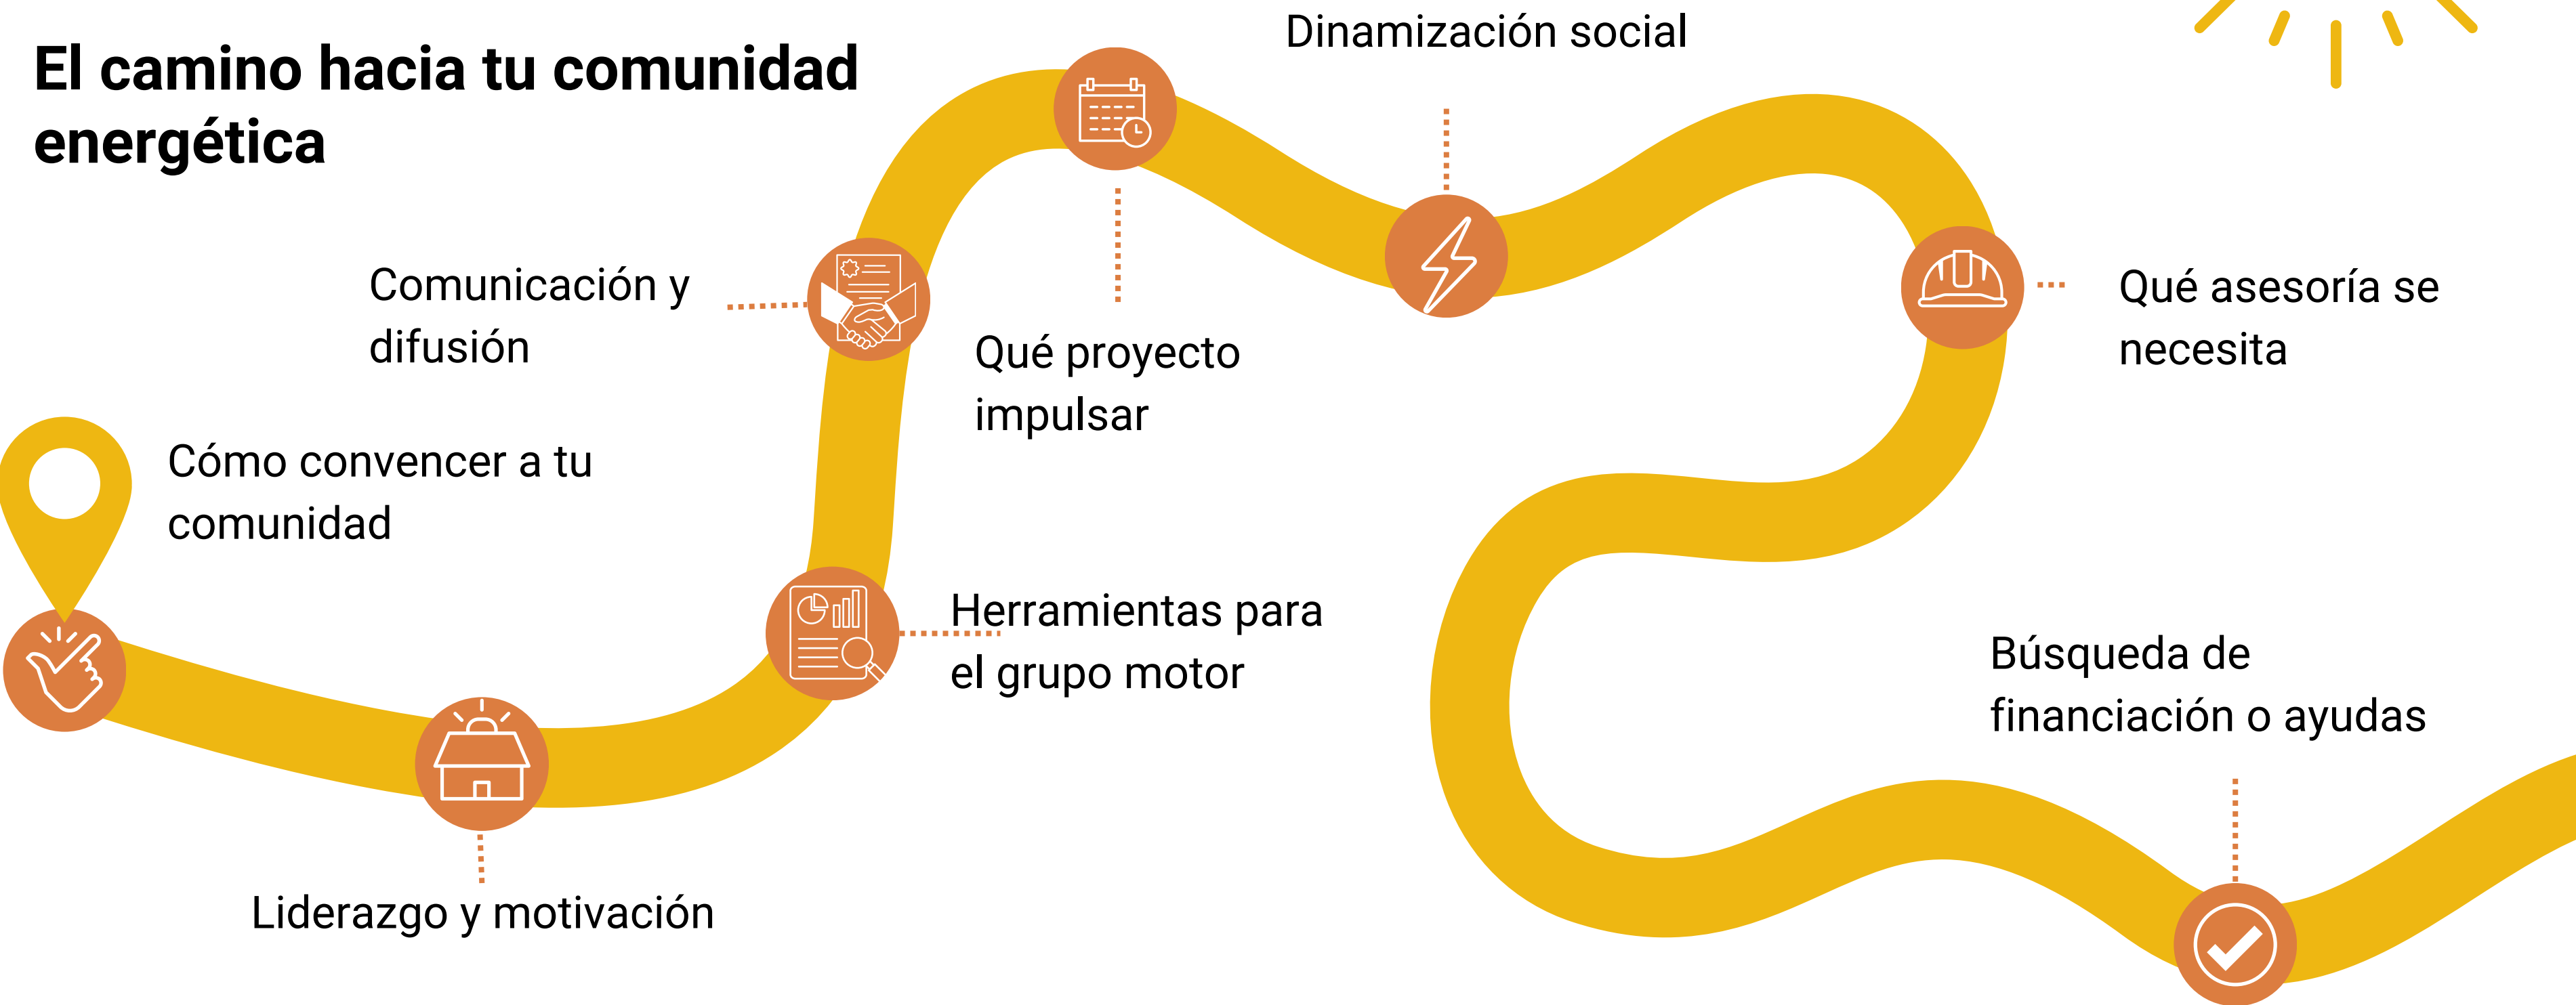 El camino hacia tu comunidad
energética
Cómo convencer a tu
comunidad
Liderazgo y motivación
Herramientas para
el grupo motor
Comunicación y
difusión
Qué proyecto
impulsar
Dinamización social
Qué asesoría se
necesita
Búsqueda de
financiación o ayudas